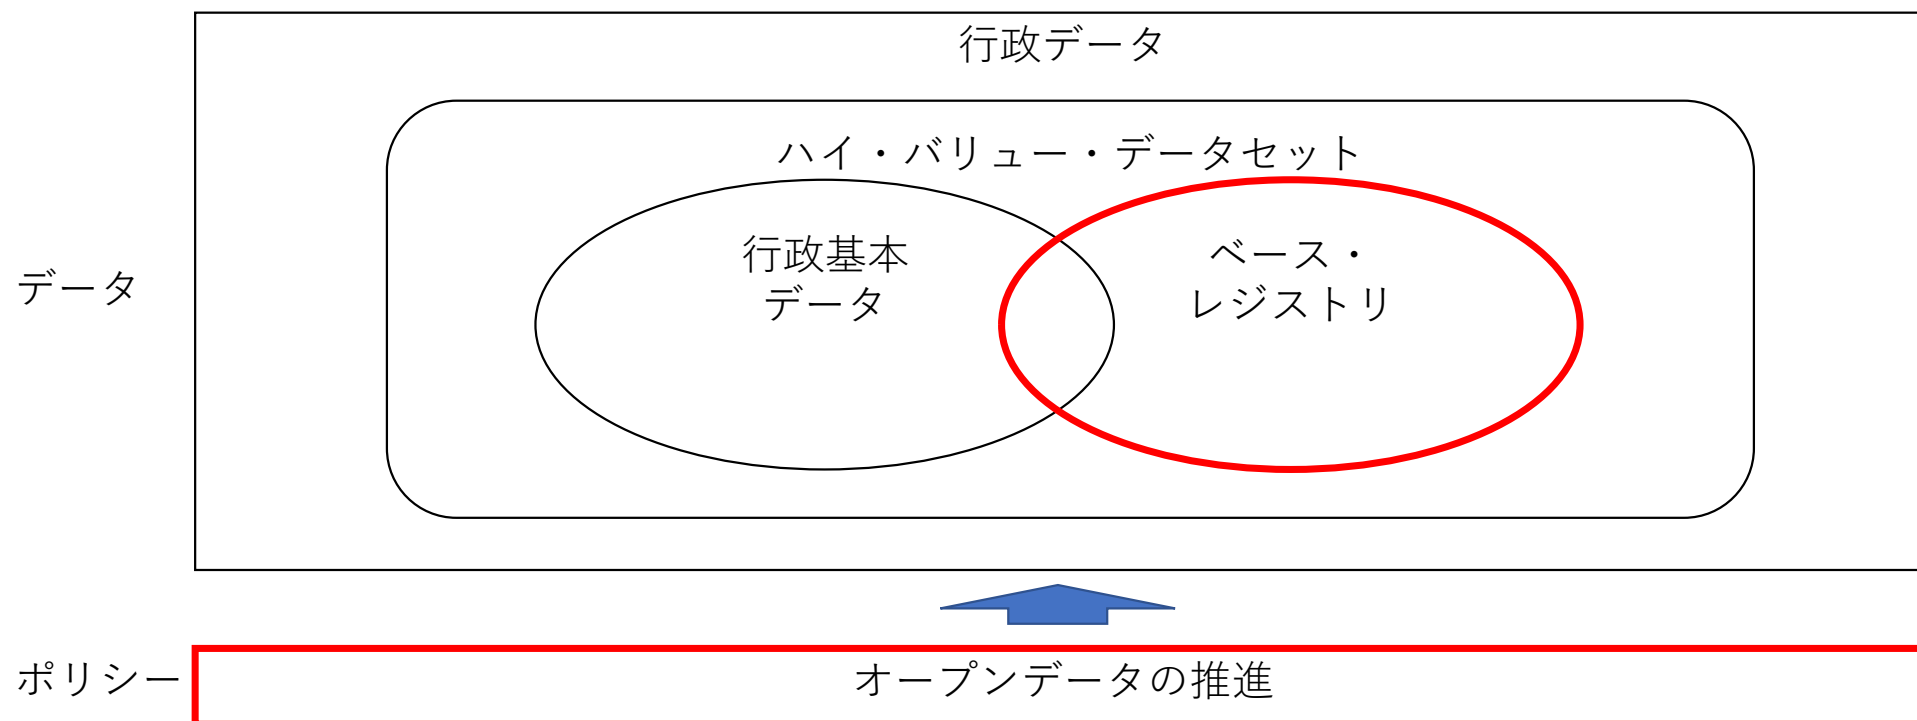 行政データ
ハイ・バリュー・データセット
行政基本
データ
ベース・
レジストリ
データ
ポリシー
オープンデータの推進